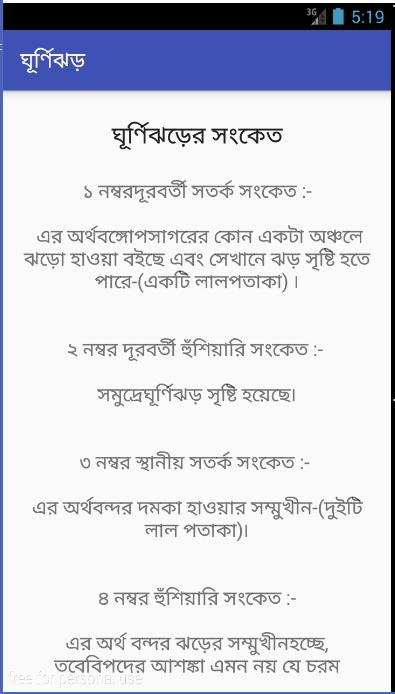 3G 5:19
ঘূর্ণিঝড়
ঘূর্ণিঝড়ের সংকেত
১ নম্বরদূরবর্তী সতর্ক সংকেত :-
এর অর্থবঙ্গোপসাগরের কোন একটা অঞ্চলে
ঝড়ো হাওয়া বইছে এবং সেখানে ঝড় সৃষ্টি হতে
পারে-(একটি লালপতাকা) ।
২ নম্বর দূরবর্তী হুঁশিয়ারি সংকেত :-
সমুদ্রেঘূর্ণিঝড় সৃষ্টি হয়েছে।
৩ নম্বর স্থানীয় সতর্ক সংকেত :-
এর অর্থবন্দর দমকা হাওয়ার সম্মুখীন-(দুইটি
লাল পতাকা)।
৪ নম্বর হুঁশিয়ারি সংকেত :-
এর অর্থ বন্দর ঝড়ের সম্মুখীনহচ্ছে,
তবেবিপদের আশঙ্কা এমন নয় যে চরম
free for personal use